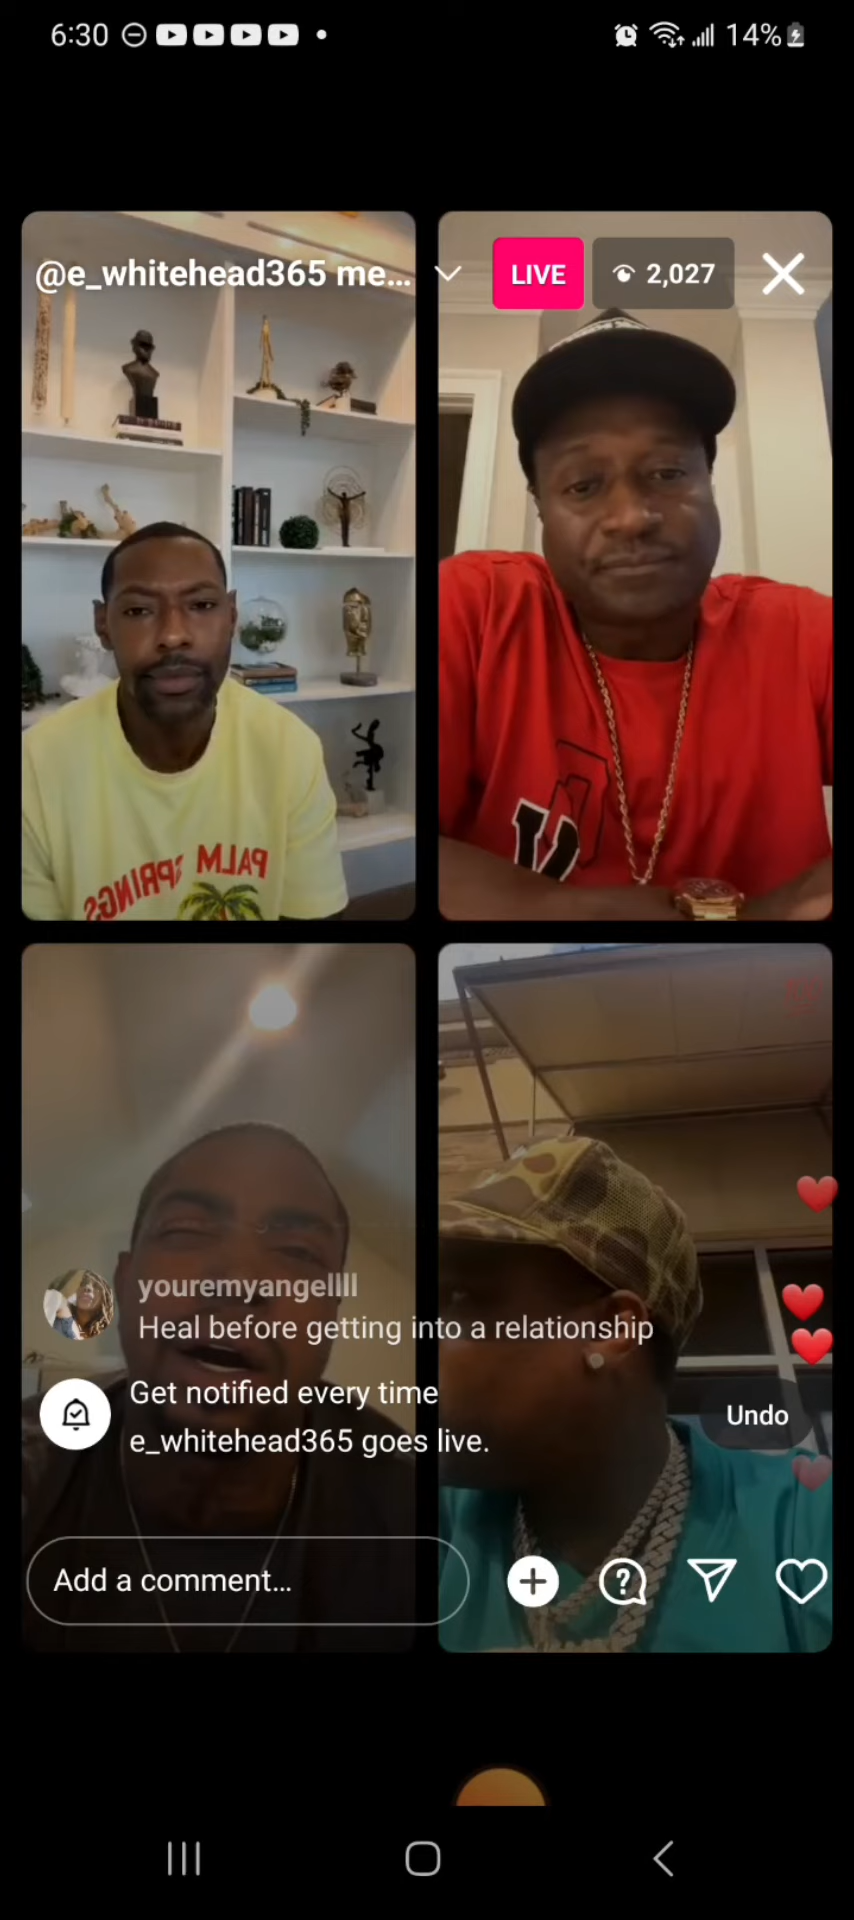 6:30
14%
@e_whitehead365 me...
LIVE
2,027
PALM SPRINGS
youremyangellll
Heal before getting into a relationship
Get notified every time
e_whitehead365 goes live.
Undo
Add a comment...